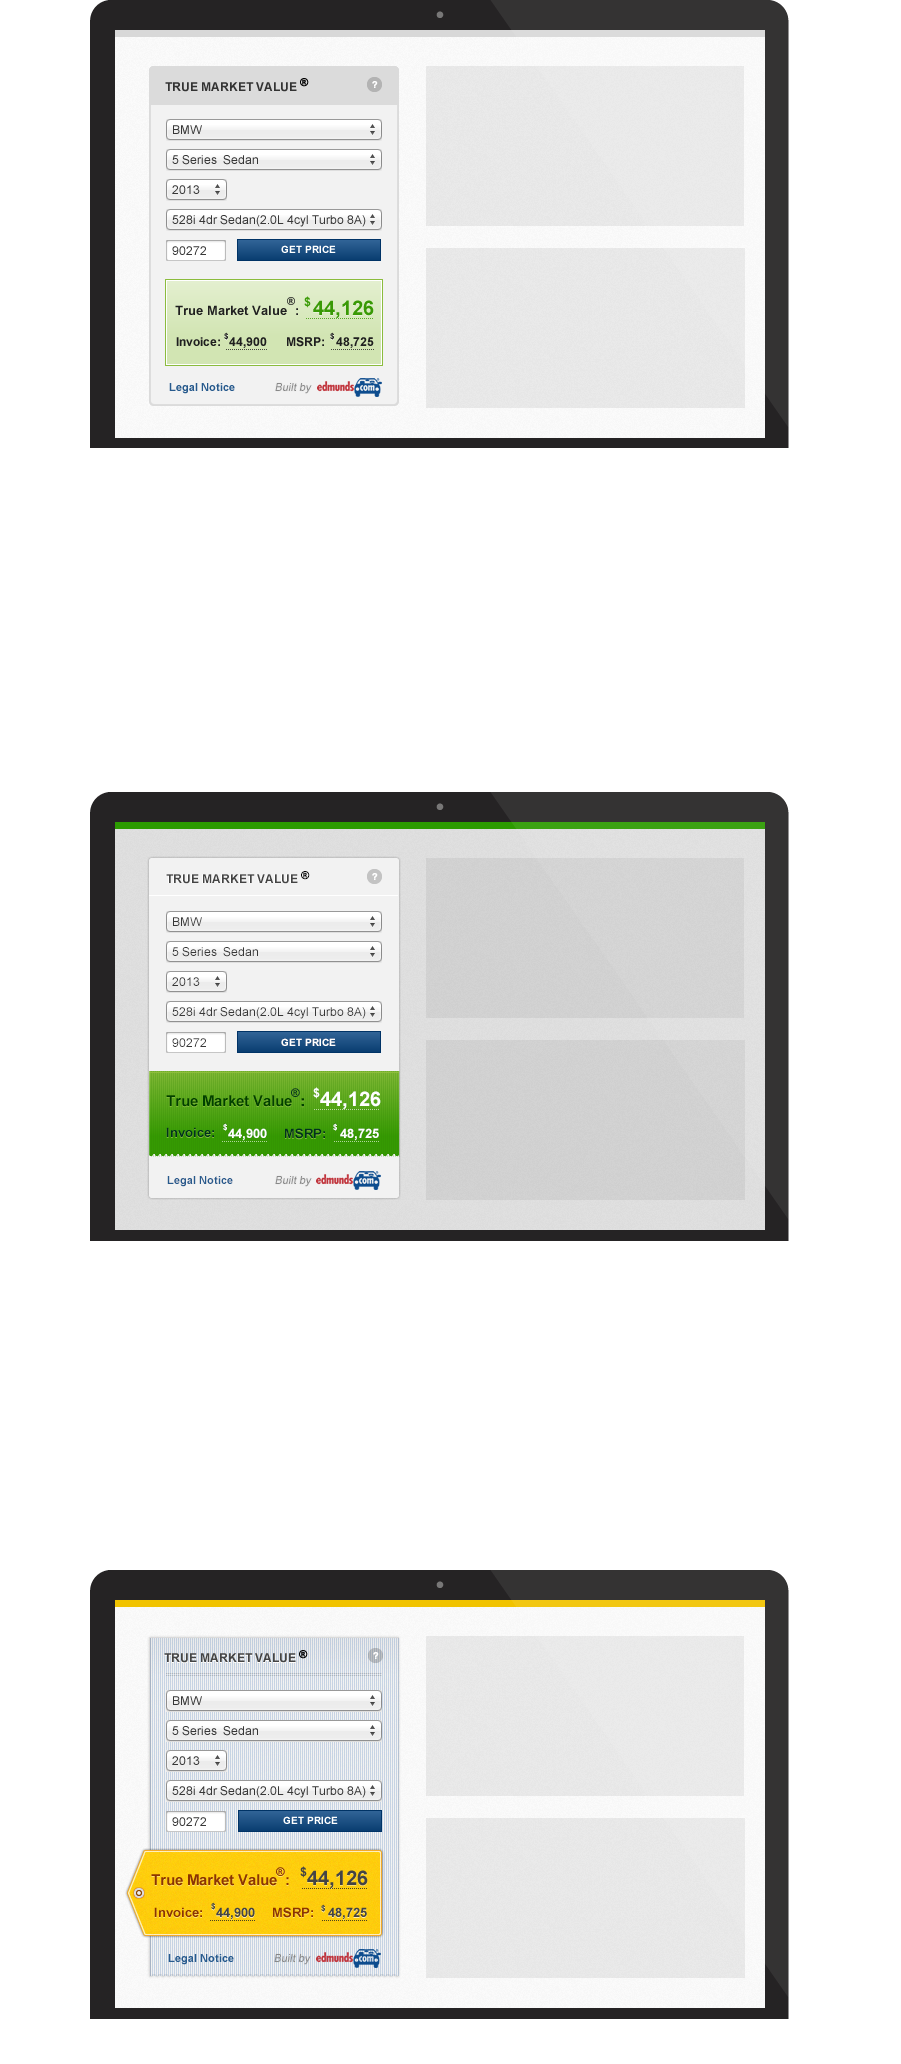 TRUE MARKET VALUE ® ?
BMW
5 Series Sedan
2013
528i 4dr Sedan(2.0L 4cyl Turbo 8A)
90272 GET PRICE
True Market Value®: $44,126
Invoice: $44,900 MSRP: $48,725
Legal Notice Built by edmunds.com
TRUE MARKET VALUE ® ?
BMW
5 Series Sedan
2013
528i 4dr Sedan(2.0L 4cyl Turbo 8A)
90272 GET PRICE
True Market Value®: $44,126
Invoice: $44,900 MSRP: $48,725
Legal Notice Built by edmunds.com
TRUE MARKET VALUE ® ?
BMW
5 Series Sedan
2013
528i 4dr Sedan(2.0L 4cyl Turbo 8A)
90272 GET PRICE
True Market Value®: $44,126
Invoice: $44,900 MSRP: $48,725
Legal Notice Built by edmunds.com